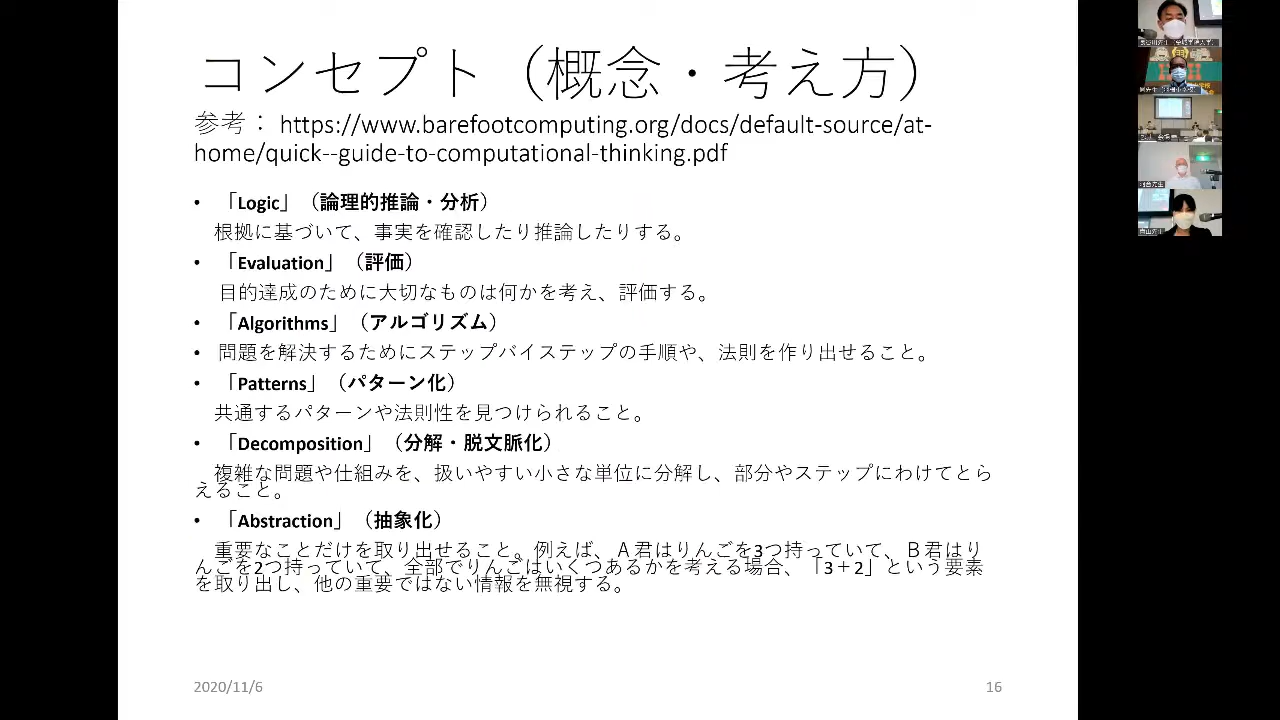 コンセプト（概念・考え方）
参考： https://www.barefootcomputing.org/docs/default-source/at-
home/quick--guide-to-computational-thinking.pdf
• 「Logic」（論理的推論・分析）
根拠に基づいて、事実を確認したり推論したりする。
• 「Evaluation」（評価）
目的達成のために大切なものは何かを考え、評価する。
• 「Algorithms」（アルゴリズム）
• 問題を解決するためにステップバイステップの手順や、法則を作り出せること。
• 「Patterns」（パターン化）
共通するパターンや法則性を見つけられること。
• 「Decomposition」（分解・脱文脈化）
複雑な問題や仕組みを、扱いやすい小さな単位に分解し、部分やステップにわけてとら
えること。
• 「Abstraction」（抽象化）
重要なことだけを取り出せること。例えば、Ａ君はりんごを3つ持っていて、Ｂ君はり
んごを2つ持っていて、全部でりんごはいくつあるかを考える場合、「3＋2」という要素
を取り出し、他の重要ではない情報を無視する。
2020/11/6
16